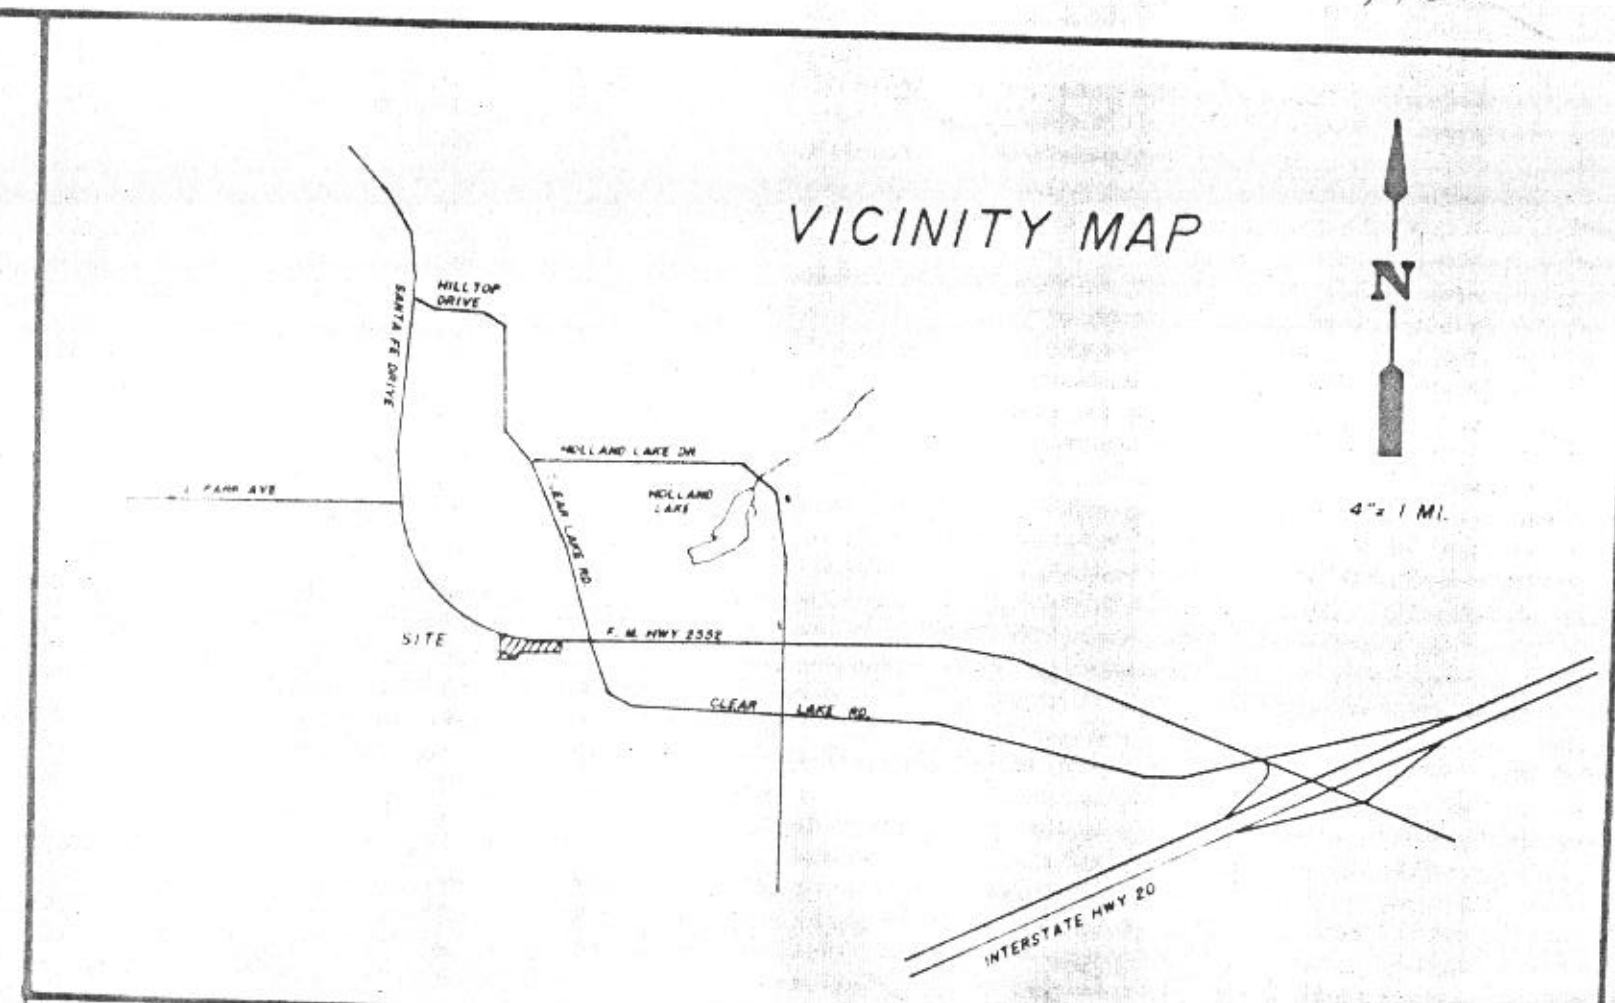 VICINITY MAP
N
4"= 1 MI.
HILLTOP
DRIVE
SANTA FE DRIVE
HOLLAND LAKE DR
HOLLAND
LAKE
AVE
LAKE RD.
SITE
F. M. HWY 2552
CLEAR LAKE RD.
INTERSTATE HWY 20